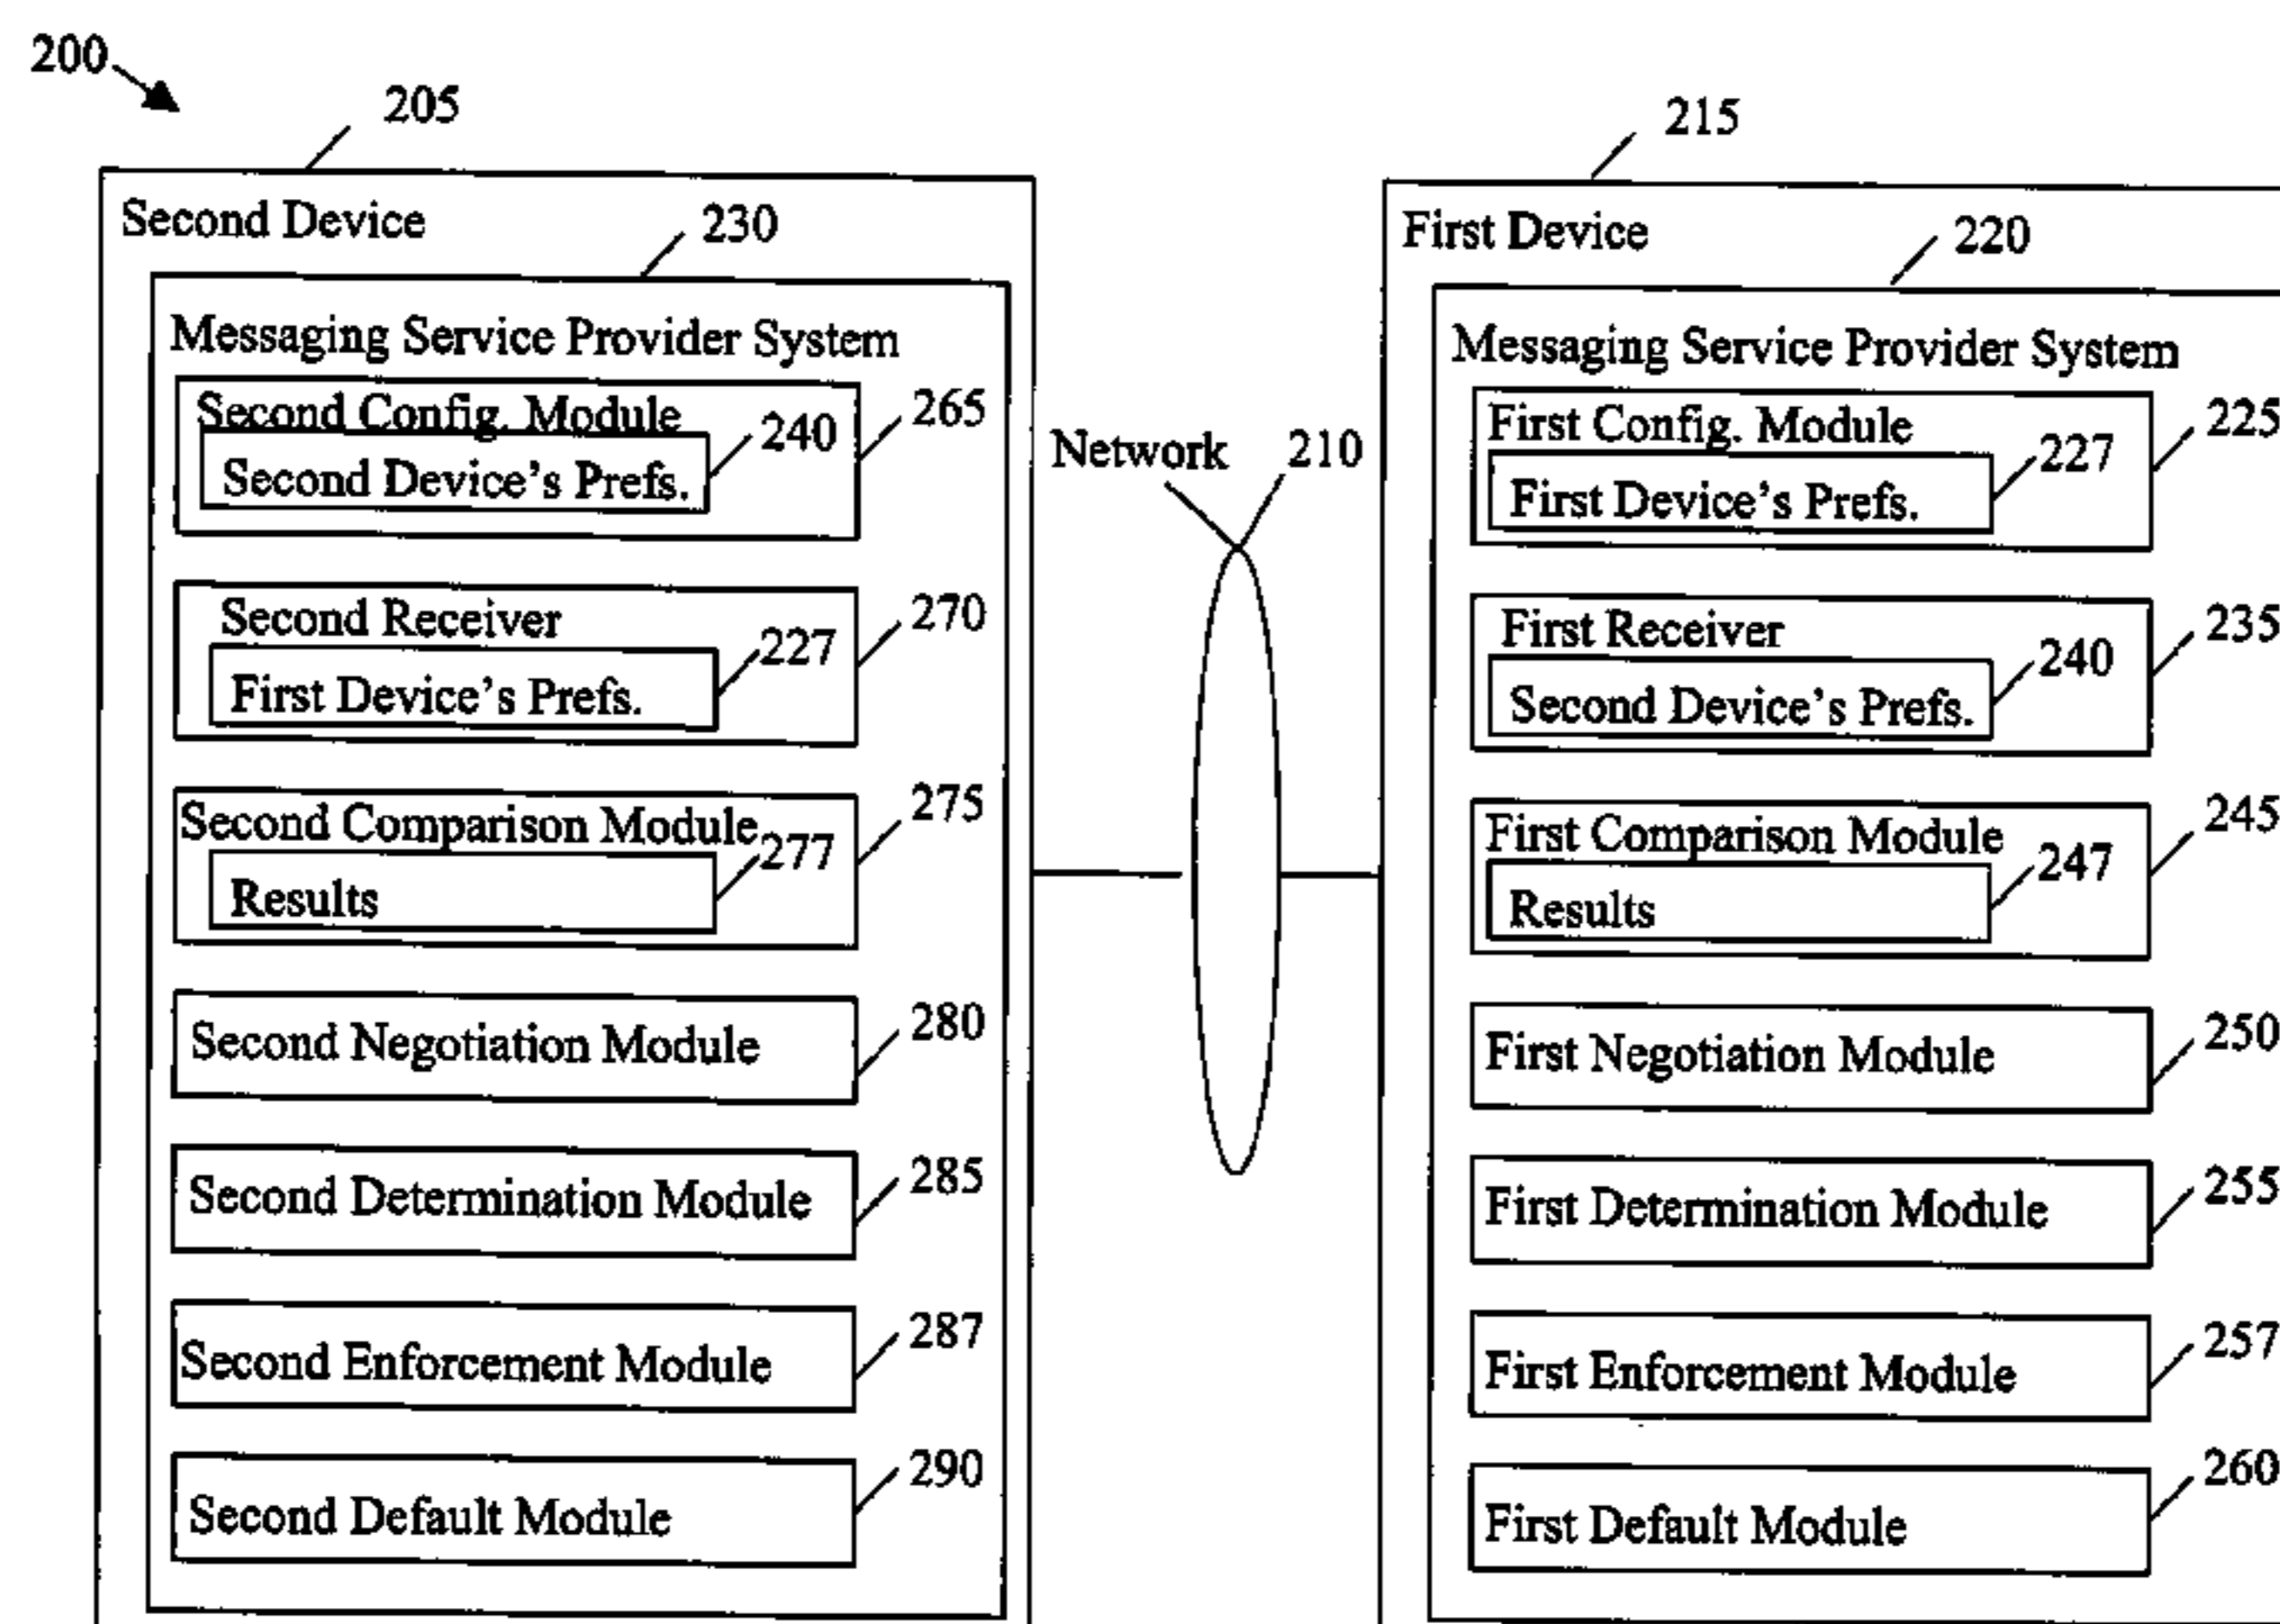 200
205
Second Device
230
Messaging Service Provider System
Second Config. Module
240
265
Second Device's Prefs.
Second Receiver
227
270
First Device's Prefs.
Second Comparison Module
277
275
Results
Second Negotiation Module
280
Second Determination Module
285
Second Enforcement Module
287
Second Default Module
290
Network
210
215
First Device
220
Messaging Service Provider System
First Config. Module
227
225
First Device's Prefs.
First Receiver
240
235
Second Device's Prefs.
First Comparison Module
247
245
Results
First Negotiation Module
250
First Determination Module
255
First Enforcement Module
257
First Default Module
260